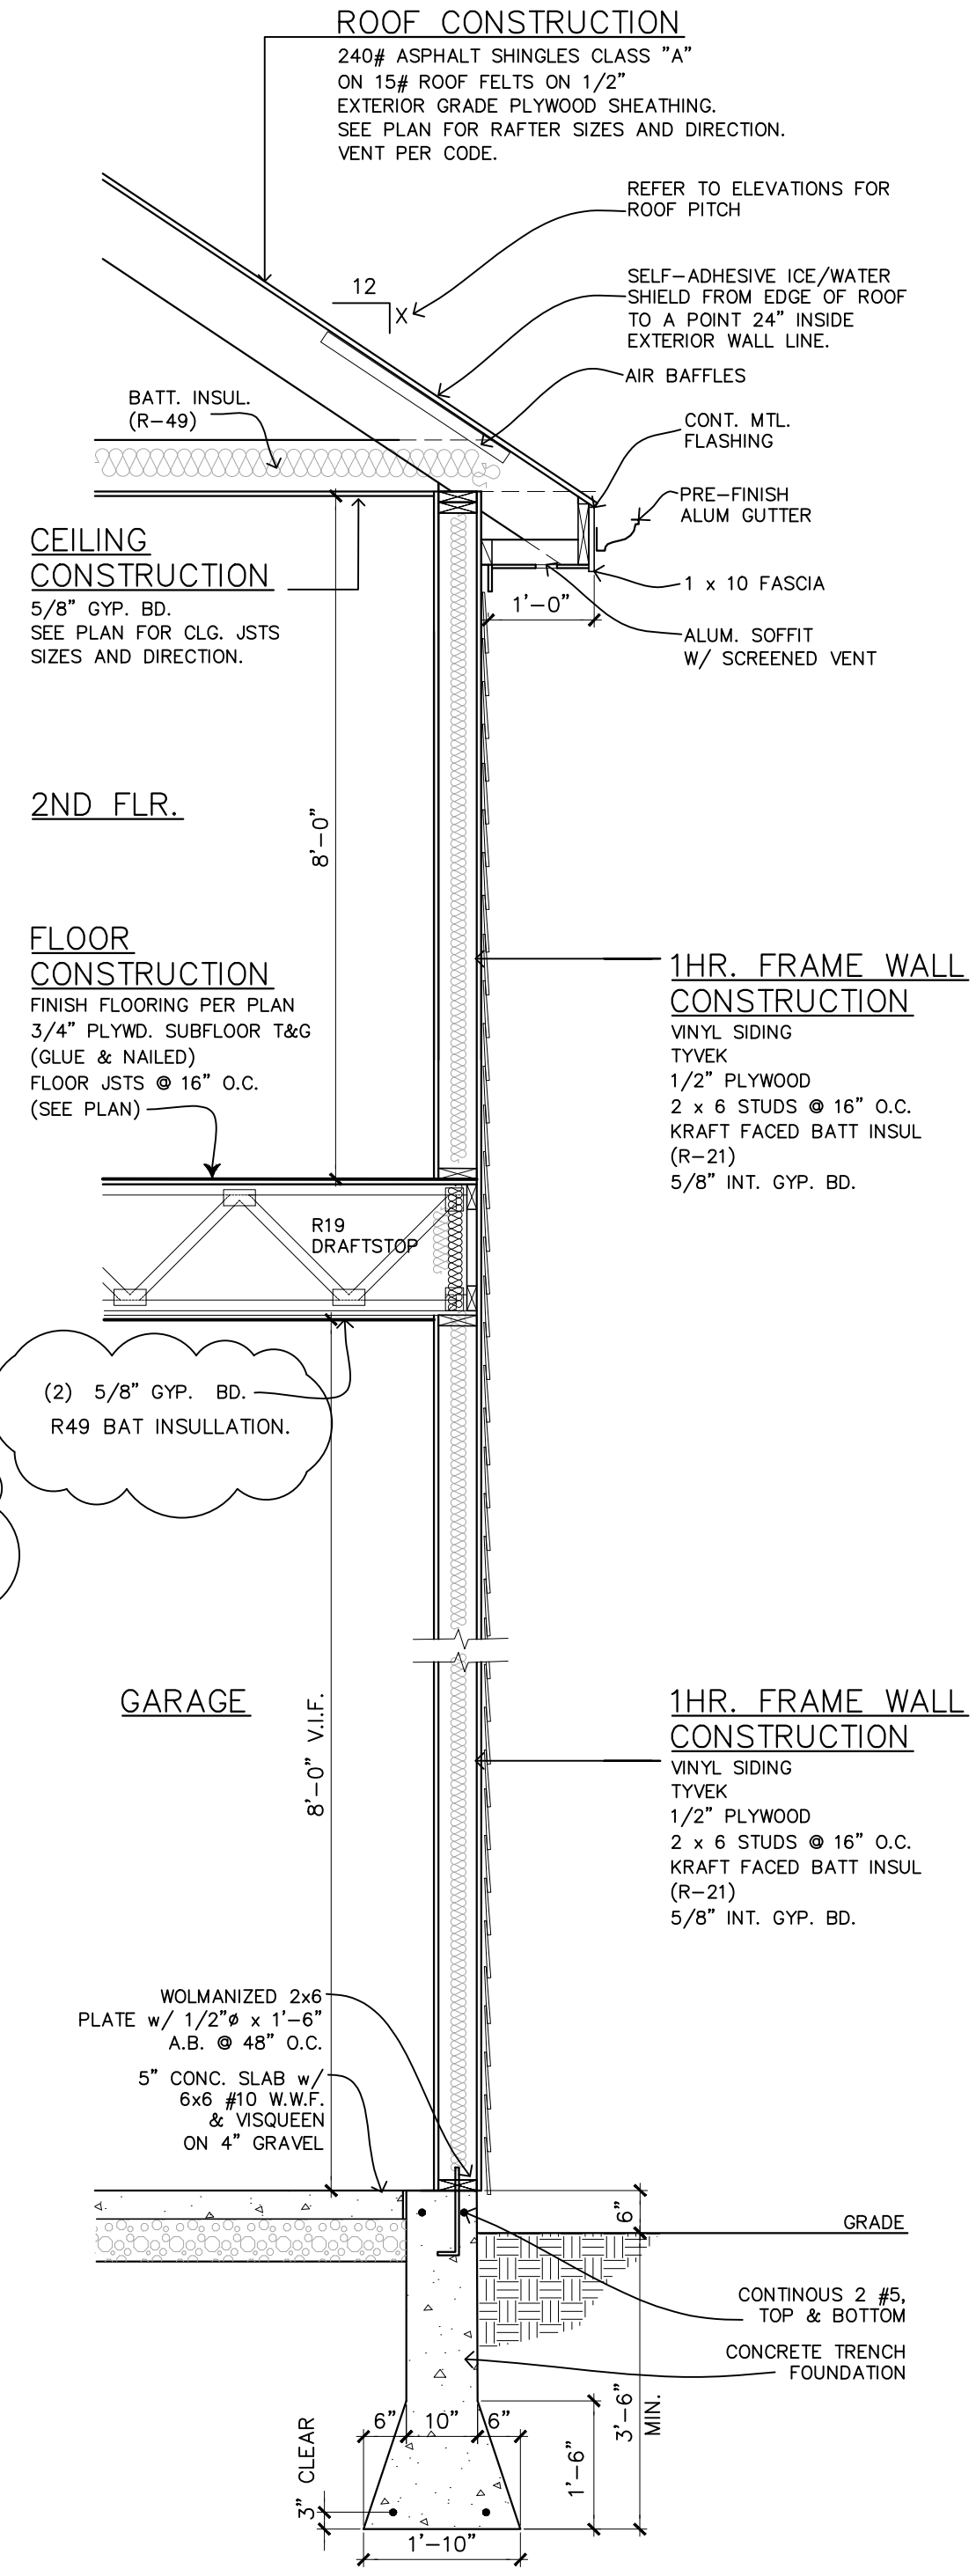 ROOF CONSTRUCTION
240# ASPHALT SHINGLES CLASS "A"
ON 15# ROOF FELTS ON 1/2"
EXTERIOR GRADE PLYWOOD SHEATHING.
SEE PLAN FOR RAFTER SIZES AND DIRECTION.
VENT PER CODE.
REFER TO ELEVATIONS FOR
ROOF PITCH
12
X
SELF-ADHESIVE ICE/WATER
SHIELD FROM EDGE OF ROOF
TO A POINT 24" INSIDE
EXTERIOR WALL LINE.
AIR BAFFLES
BATT. INSUL.
(R-49)
CONT. MTL.
FLASHING
PRE-FINISH
ALUM GUTTER
CEILING
CONSTRUCTION
5/8" GYP. BD.
SEE PLAN FOR CLG. JSTS
SIZES AND DIRECTION.
1 x 10 FASCIA
1'-0"
ALUM. SOFFIT
W/ SCREENED VENT
2ND FLR.
8'-0"
FLOOR
CONSTRUCTION
FINISH FLOORING PER PLAN
3/4" PLYWD. SUBFLOOR T&G
(GLUE & NAILED)
FLOOR JSTS @ 16" O.C.
(SEE PLAN)
1HR. FRAME WALL
CONSTRUCTION
VINYL SIDING
TYVEK
1/2" PLYWOOD
2 x 6 STUDS @ 16" O.C.
KRAFT FACED BATT INSUL
(R-21)
5/8" INT. GYP. BD.
R19
DRAFTSTOP
(2) 5/8" GYP. BD.
R49 BAT INSULLATION.
GARAGE
8'-0" V.I.F.
1HR. FRAME WALL
CONSTRUCTION
VINYL SIDING
TYVEK
1/2" PLYWOOD
2 x 6 STUDS @ 16" O.C.
KRAFT FACED BATT INSUL
(R-21)
5/8" INT. GYP. BD.
WOLMANIZED 2x6
PLATE w/ 1/2"ø x 1'-6"
A.B. @ 48" O.C.
5" CONC. SLAB w/
6x6 #10 W.W.F.
& VISQUEEN
ON 4" GRAVEL
6"
GRADE
CONTINOUS 2 #5,
TOP & BOTTOM
CONCRETE TRENCH
FOUNDATION
6"
10"
6"
3" CLEAR
1'-6"
3'-6"
MIN.
1'-10"